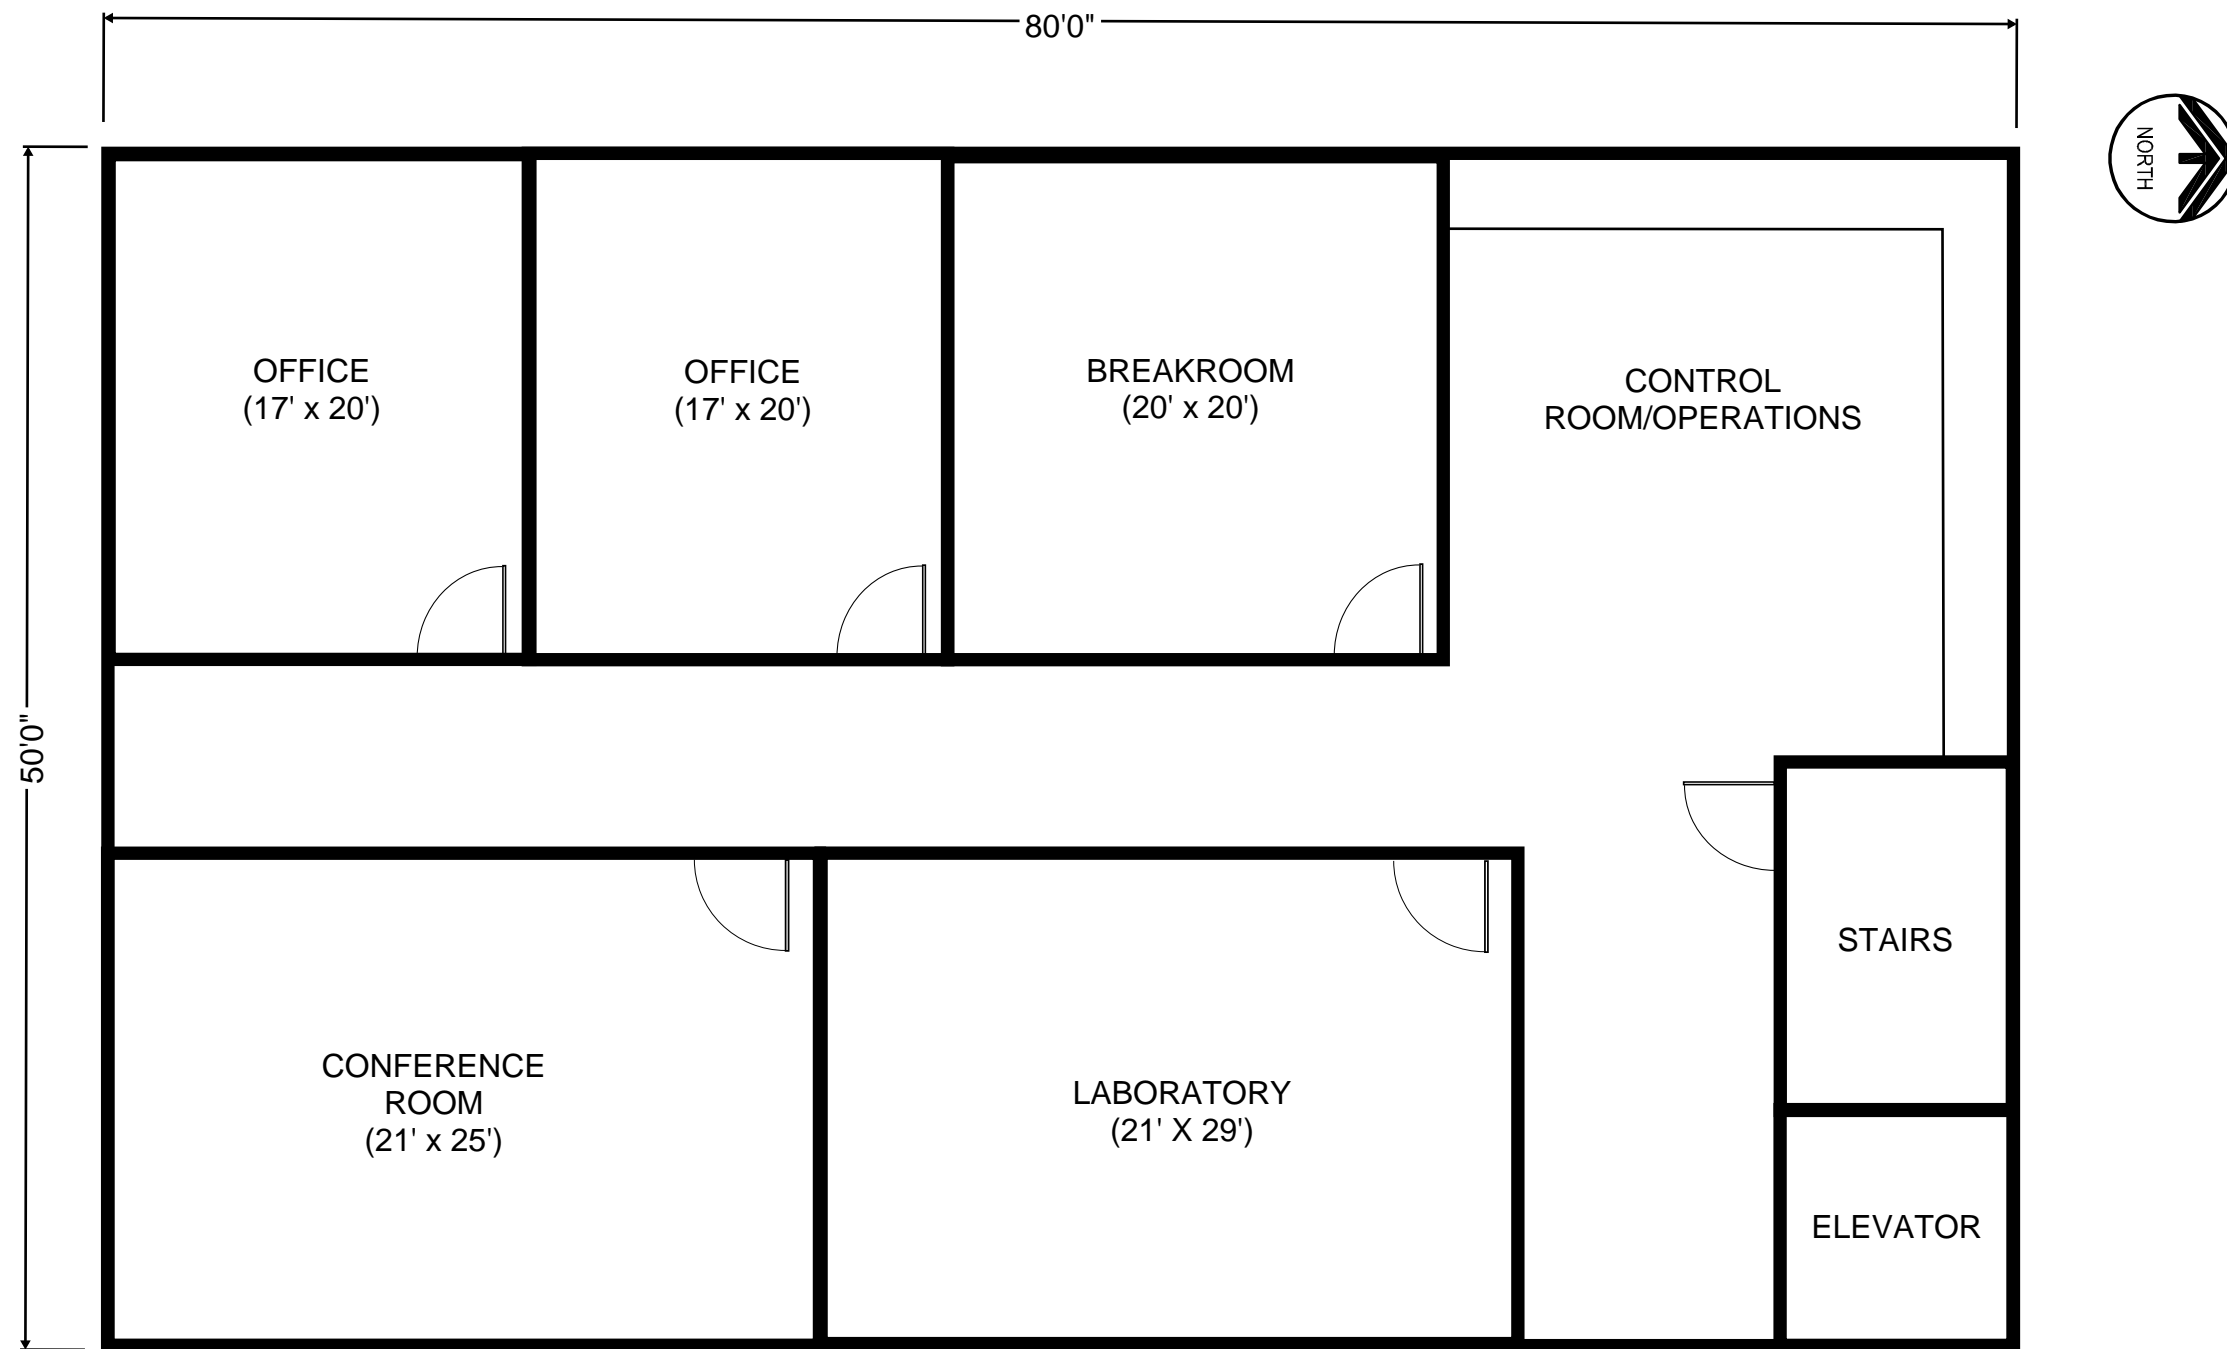 80'0"
NORTH
OFFICE
(17' x 20')
OFFICE
(17' x 20')
BREAKROOM
(20' x 20')
CONTROL
ROOM/OPERATIONS
50'0"
STAIRS
CONFERENCE
ROOM
(21' x 25')
LABORATORY
(21' X 29')
ELEVATOR